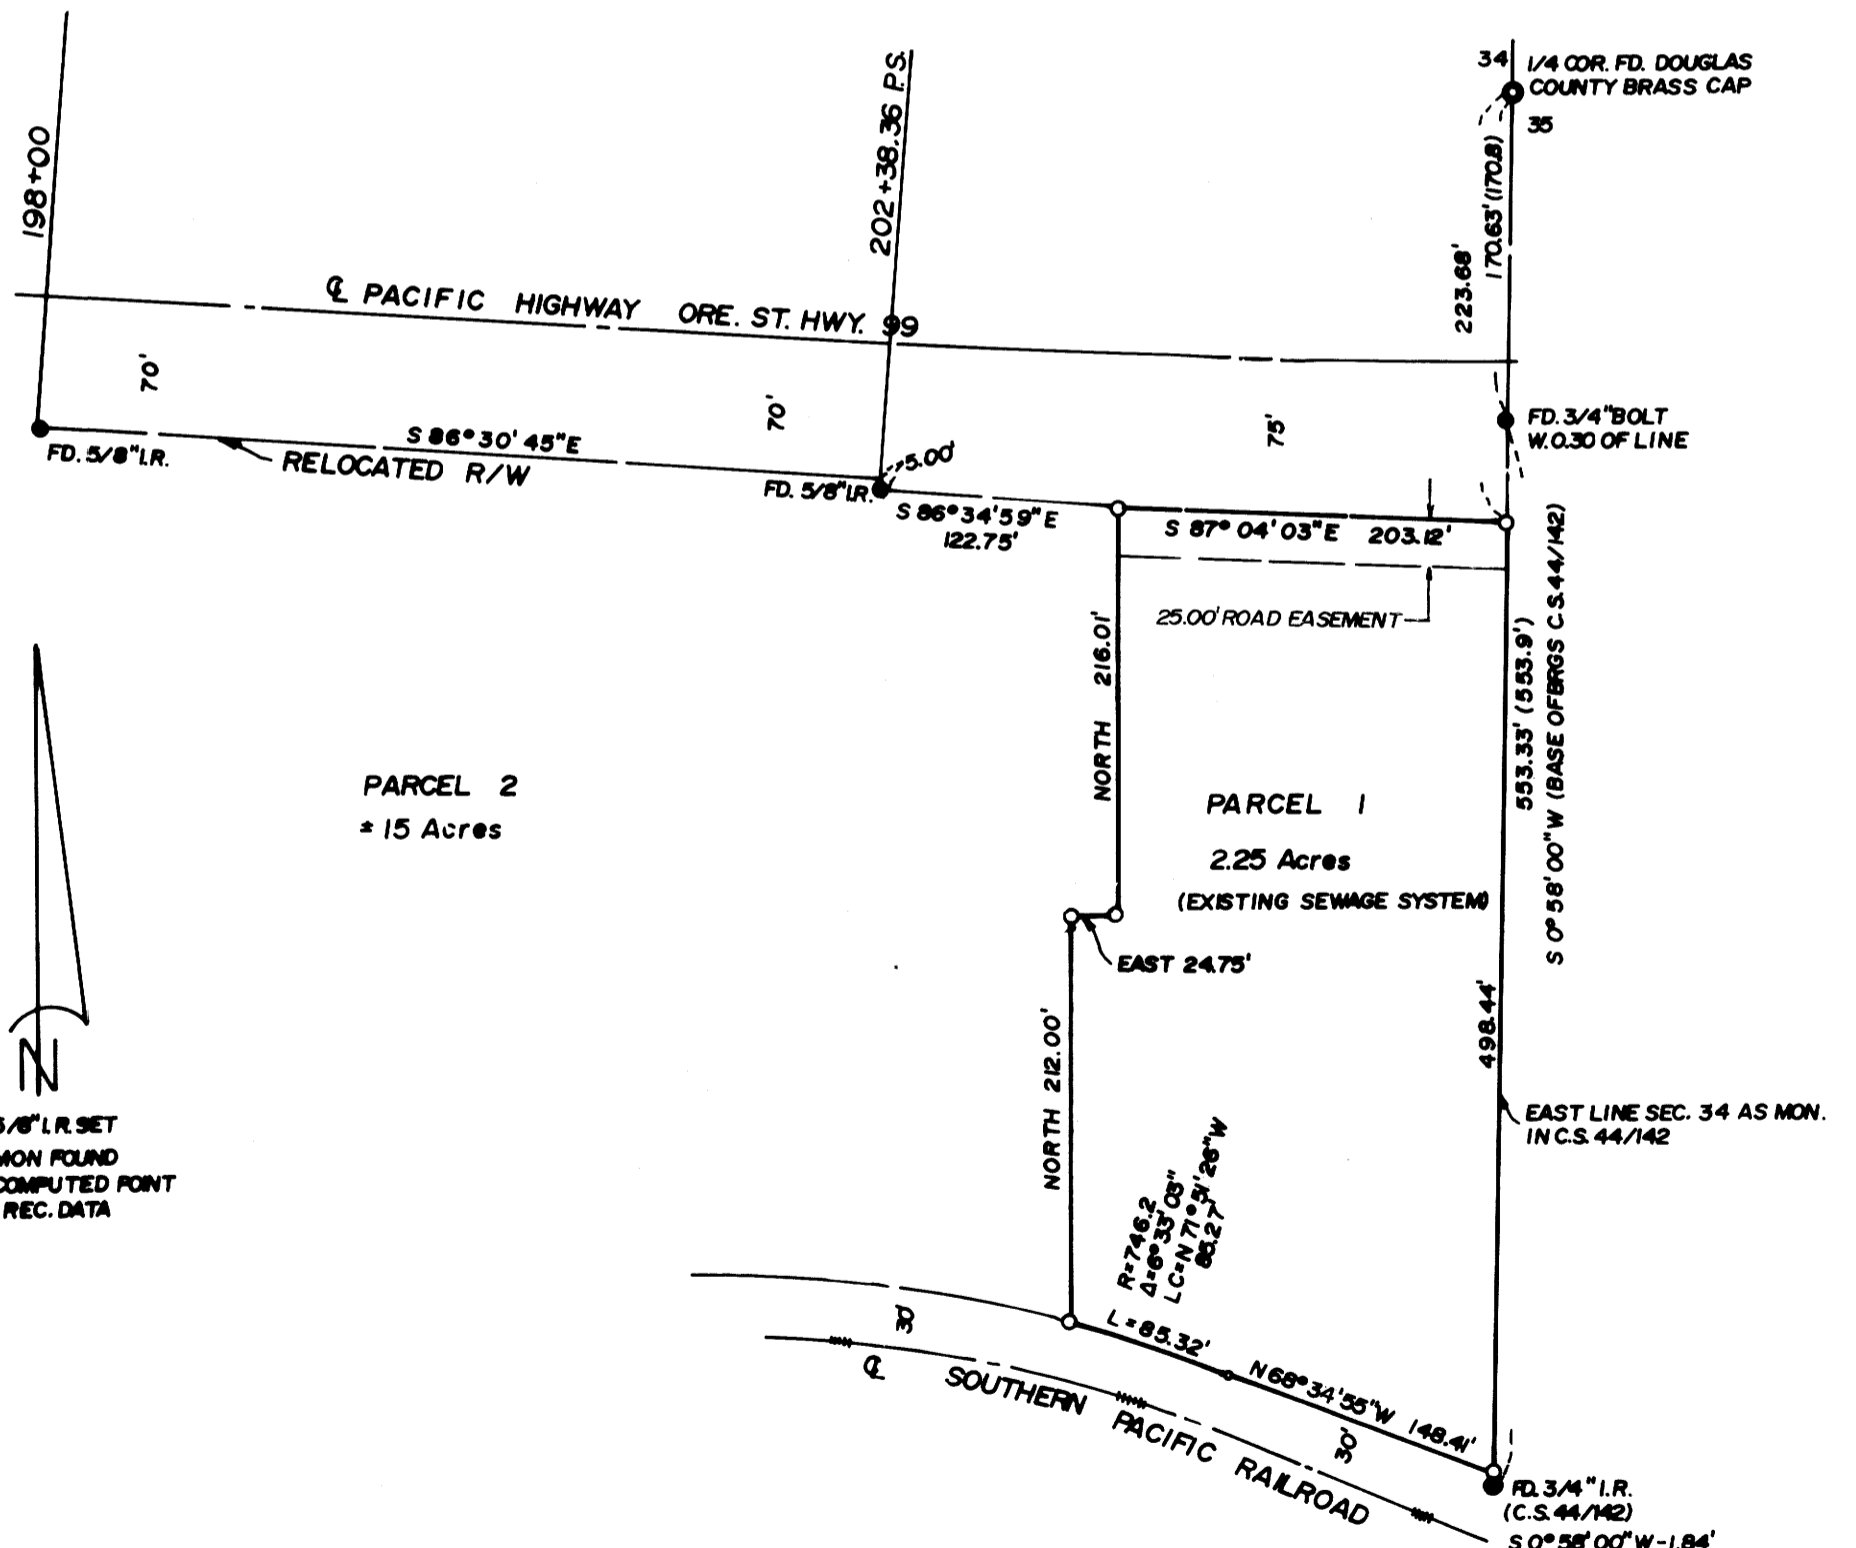 198+00
202+38.36 P.S.
34
1/4 COR. FD. DOUGLAS
COUNTY BRASS CAP
35
170.63' (170.8)
223.68'
℄ PACIFIC HIGHWAY ORE. ST. HWY. 99
70'
70'
75'
FD. 3/4" BOLT
W. 0.30 OF LINE
S 86° 30' 45" E
FD. 5/8" I.R.
RELOCATED R/W
5.00'
FD. 5/8" I.R.
S 86° 34' 59" E
122.75'
S 87° 04' 03" E 203.12'
25.00' ROAD EASEMENT
NORTH 216.01'
553.33' (553.9')
S 0° 58' 00" W (BASE OF BRGS C.S. 44/142)
PARCEL 2
± 15 Acres
PARCEL 1
2.25 Acres
(EXISTING SEWAGE SYSTEM)
EAST 24.75'
498.44'
NORTH 212.00'
N
5/8" I.R. SET
MON FOUND
COMPUTED POINT
REC. DATA
EAST LINE SEC. 34 AS MON.
IN C.S. 44/142
R=746.2
Δ=6° 33' 03"
LC=N 71° 51' 26" W
85.27'
L=85.32'
N 68° 34' 55" W 148.41'
30'
30'
℄ SOUTHERN PACIFIC RAILROAD
FD. 3/4" I.R.
(C.S. 44/142)
S 0° 58' 00" W - 1.84'